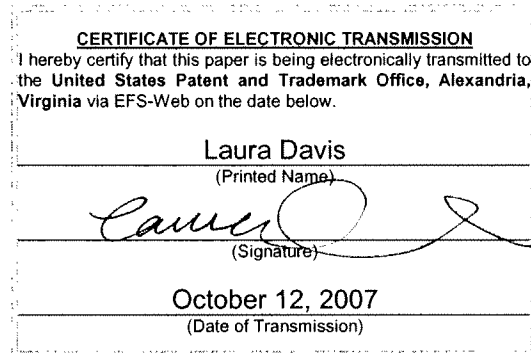 CERTIFICATE OF ELECTRONIC TRANSMISSION
I hereby certify that this paper is being electronically transmitted to
the United States Patent and Trademark Office, Alexandria,
Virginia via EFS-Web on the date below.
Laura Davis
(Printed Name)
(Signature)
October 12, 2007
(Date of Transmission)